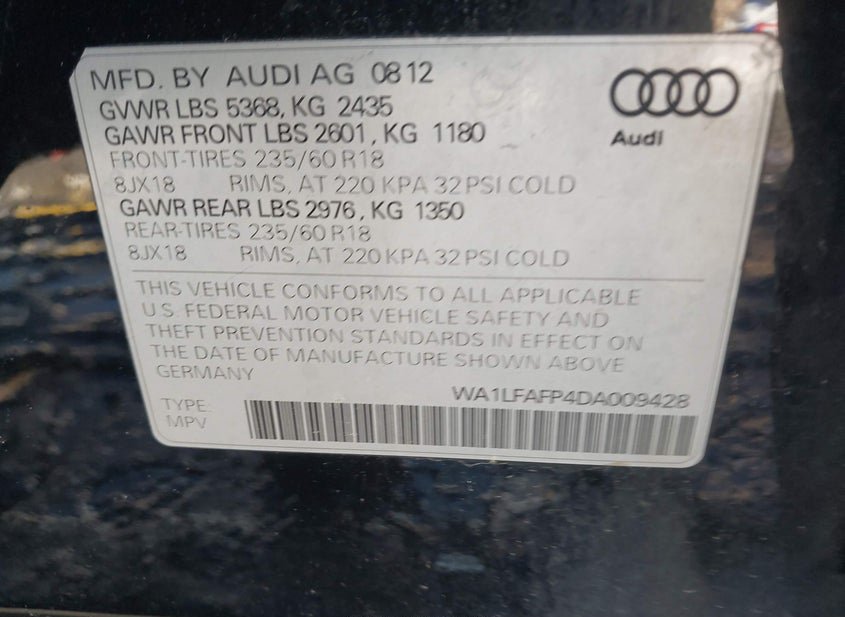 MFD. BY AUDI AG 0812
GVWR LBS 5368, KG 2435
GAWR FRONT LBS 2601, KG 1180
FRONT-TIRES 235/60 R18
8JX18 RIMS, AT 220 KPA 32 PSI COLD
GAWR REAR LBS 2976, KG 1350
REAR-TIRES 235/60 R18
8JX18 RIMS, AT 220 KPA 32 PSI COLD
Audi
THIS VEHICLE CONFORMS TO ALL APPLICABLE
U.S. FEDERAL MOTOR VEHICLE SAFETY AND
THEFT PREVENTION STANDARDS IN EFFECT ON
THE DATE OF MANUFACTURE SHOWN ABOVE
GERMANY
WA1LFAFP4DA009428
TYPE:
MPV